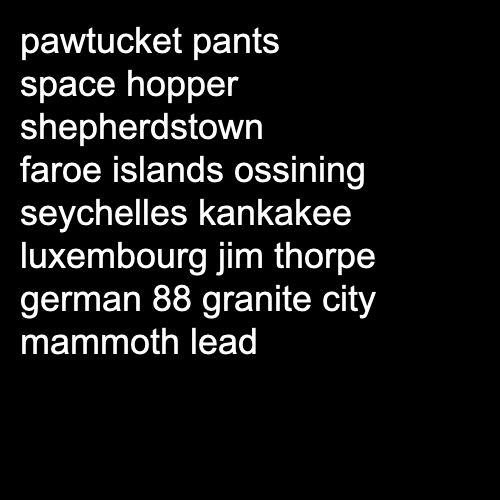 pawtucket pants
space hopper
shepherdstown
faroe islands ossining
seychelles kankakee
luxembourg jim thorpe
german 88 granite city
mammoth lead